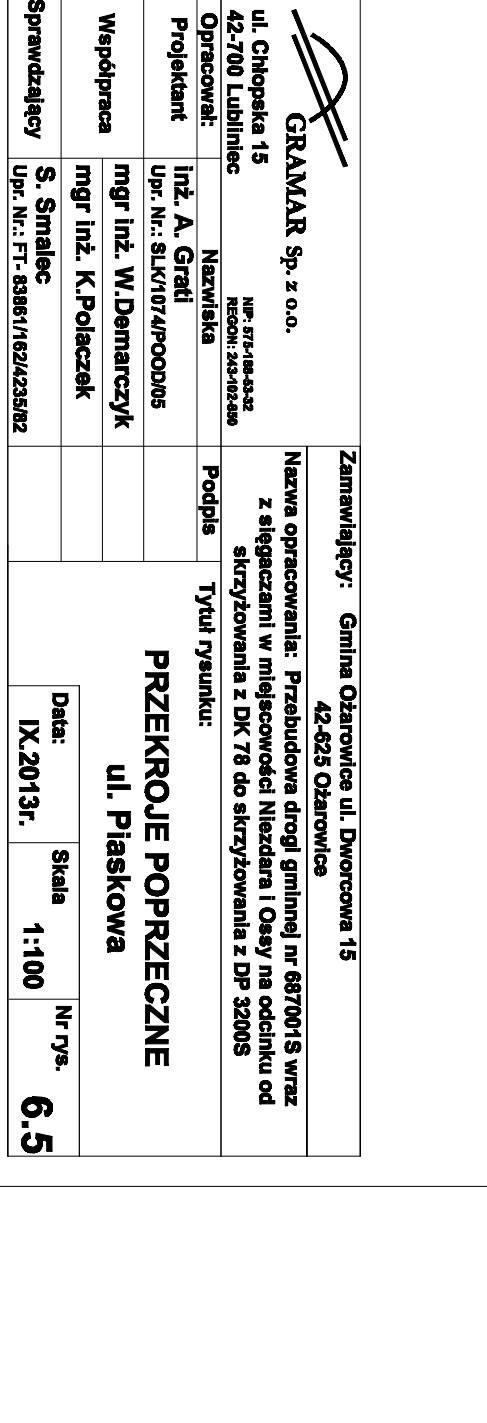 GRAMAR Sp. z o.o.
ul. Chłopska 15
42-700 Lubliniec
NIP: 575-188-53-32
REGON: 243-102-650
Zamawiający: Gmina Ożarowice ul. Dworcowa 15
42-625 Ożarowice
Nazwa opracowania: Przebudowa drogi gminnej nr 687001S wraz
z sięgaczami w miejscowości Niezdara i Ossy na odcinku od
skrzyżowania z DK 78 do skrzyżowania z DP 3200S
Opracował: Nazwiska Podpis
Projektant inż. A. Grati
Upr. Nr.: SLK/1074/POOD/05
Współpraca mgr inż. W.Demarczyk
mgr inż. K.Polaczek
Sprawdzający S. Smalec
Upr. Nr.: FT- 83861/162/4235/82
Tytuł rysunku:
PRZEKROJE POPRZECZNE
ul. Piaskowa
Data: Skala Nr rys.
IX.2013r. 1:100 6.5